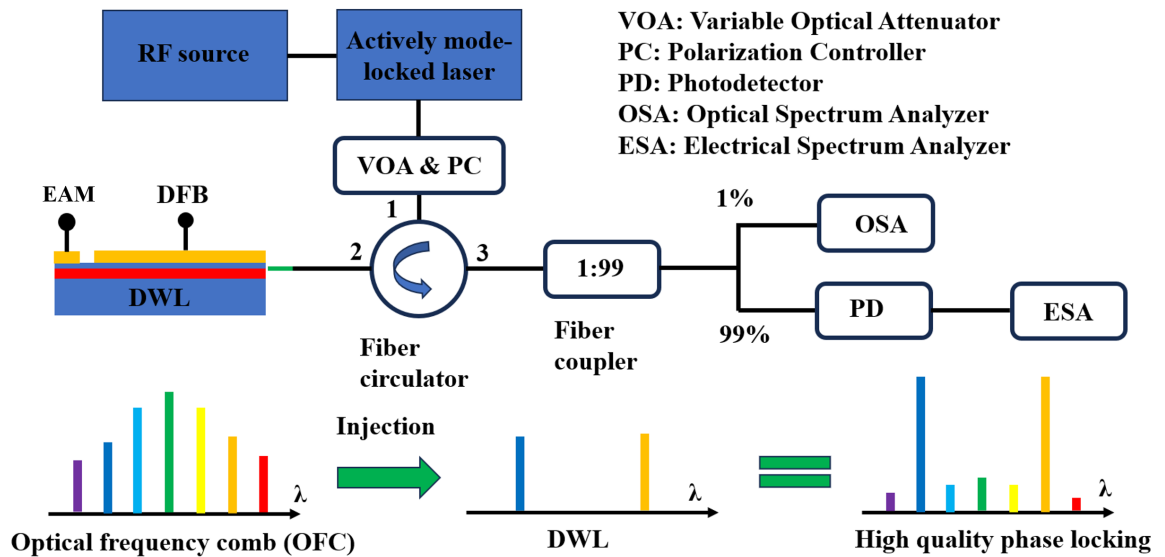 RF source
Actively mode-
locked laser
VOA: Variable Optical Attenuator
PC: Polarization Controller
PD: Photodetector
OSA: Optical Spectrum Analyzer
ESA: Electrical Spectrum Analyzer
VOA & PC
EAM
DFB
DWL
1
2
3
1:99
1%
99%
OSA
PD
ESA
Fiber
circulator
Fiber
coupler
Injection
λ
λ
λ
Optical frequency comb (OFC)
DWL
High quality phase locking